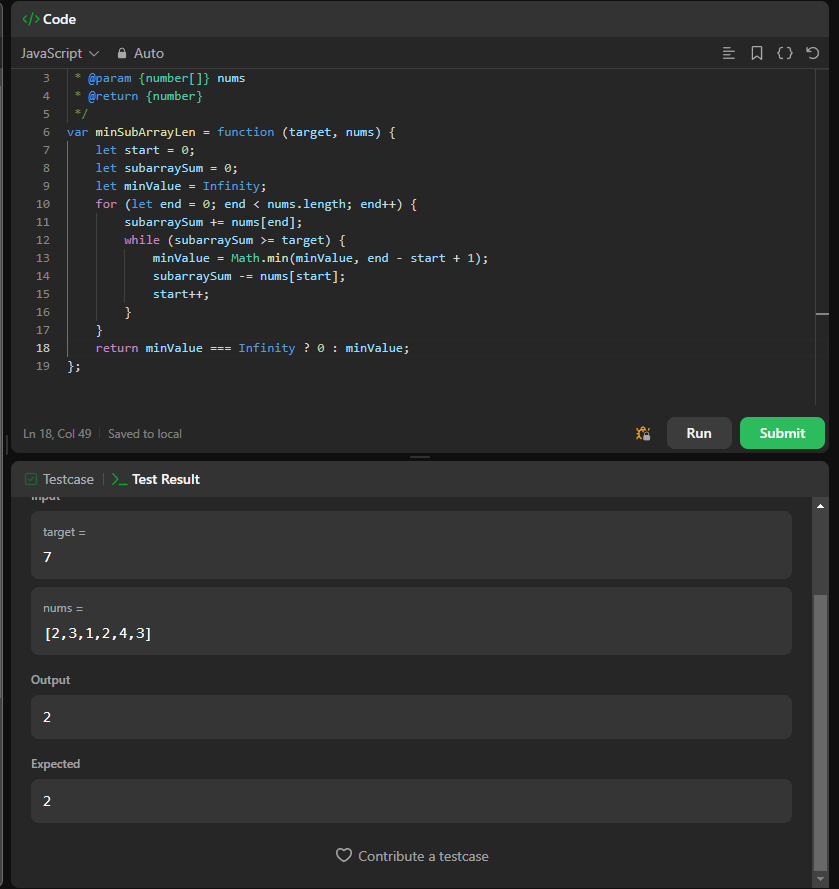 </> Code
JavaScript Auto
3 * @param {number[]} nums
4 * @return {number}
5 */
6 var minSubArrayLen = function (target, nums) {
7 let start = 0;
8 let subarraySum = 0;
9 let minValue = Infinity;
10 for (let end = 0; end < nums.length; end++) {
11 subarraySum += nums[end];
12 while (subarraySum >= target) {
13 minValue = Math.min(minValue, end - start + 1);
14 subarraySum -= nums[start];
15 start++;
16 }
17 }
18 return minValue === Infinity ? 0 : minValue;
19 };
Ln 18, Col 49 Saved to local Run Submit
Testcase >_ Test Result
Input
target =
7
nums =
[2,3,1,2,4,3]
Output
2
Expected
2
Contribute a testcase